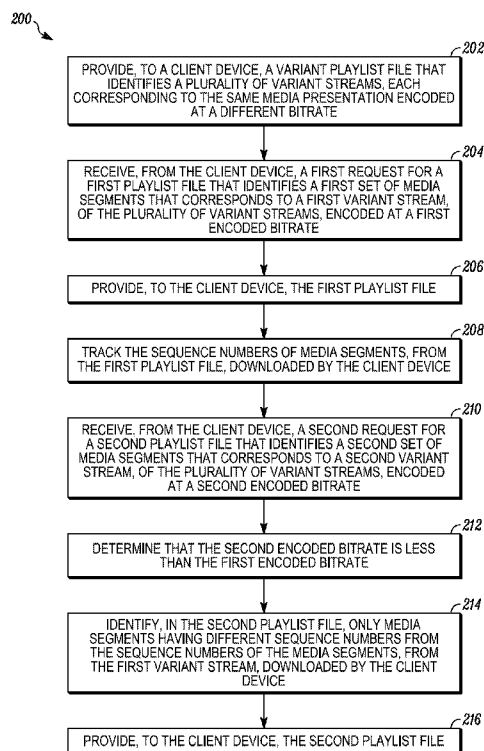 200
202
PROVIDE, TO A CLIENT DEVICE, A VARIANT PLAYLIST FILE THAT
IDENTIFIES A PLURALITY OF VARIANT STREAMS, EACH
CORRESPONDING TO THE SAME MEDIA PRESENTATION ENCODED
AT A DIFFERENT BITRATE
204
RECEIVE, FROM THE CLIENT DEVICE, A FIRST REQUEST FOR A
FIRST PLAYLIST FILE THAT IDENTIFIES A FIRST SET OF MEDIA
SEGMENTS THAT CORRESPONDS TO A FIRST VARIANT STREAM,
OF THE PLURALITY OF VARIANT STREAMS, ENCODED AT A FIRST
ENCODED BITRATE
206
PROVIDE, TO THE CLIENT DEVICE, THE FIRST PLAYLIST FILE
208
TRACK THE SEQUENCE NUMBERS OF MEDIA SEGMENTS, FROM
THE FIRST PLAYLIST FILE, DOWNLOADED BY THE CLIENT DEVICE
210
RECEIVE, FROM THE CLIENT DEVICE, A SECOND REQUEST FOR
A SECOND PLAYLIST FILE THAT IDENTIFIES A SECOND SET OF
MEDIA SEGMENTS THAT CORRESPONDS TO A SECOND VARIANT
STREAM, OF THE PLURALITY OF VARIANT STREAMS, ENCODED
AT A SECOND ENCODED BITRATE
212
DETERMINE THAT THE SECOND ENCODED BITRATE IS LESS
THAN THE FIRST ENCODED BITRATE
214
IDENTIFY, IN THE SECOND PLAYLIST FILE, ONLY MEDIA
SEGMENTS HAVING DIFFERENT SEQUENCE NUMBERS FROM
THE SEQUENCE NUMBERS OF THE MEDIA SEGMENTS,
FROM THE FIRST VARIANT STREAM, DOWNLOADED BY THE CLIENT
DEVICE
216
PROVIDE, TO THE CLIENT DEVICE, THE SECOND PLAYLIST FILE